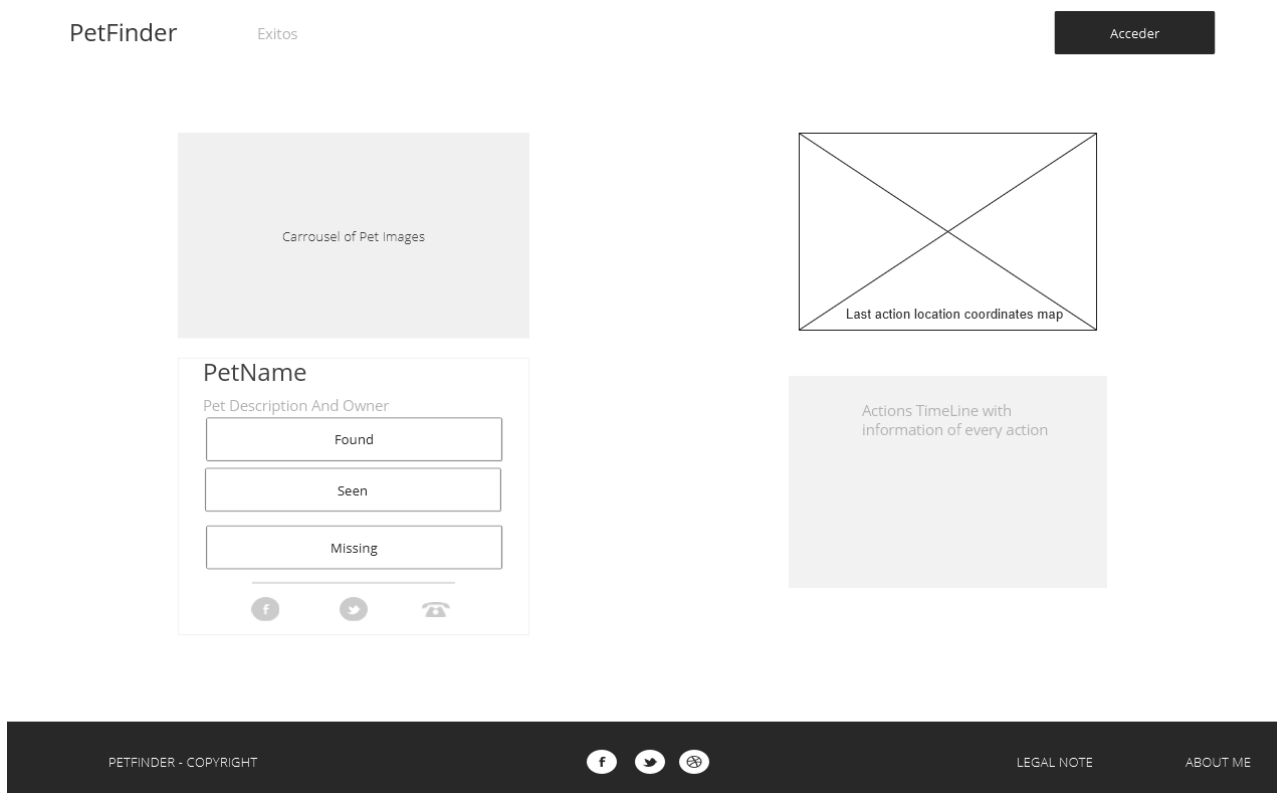 PetFinder
Exitos
Acceder
Carrousel of Pet Images
Last action location coordinates map
PetName
Pet Description And Owner
Found
Seen
Missing
Actions TimeLine with
information of every action
PETFINDER - COPYRIGHT
LEGAL NOTE
ABOUT ME